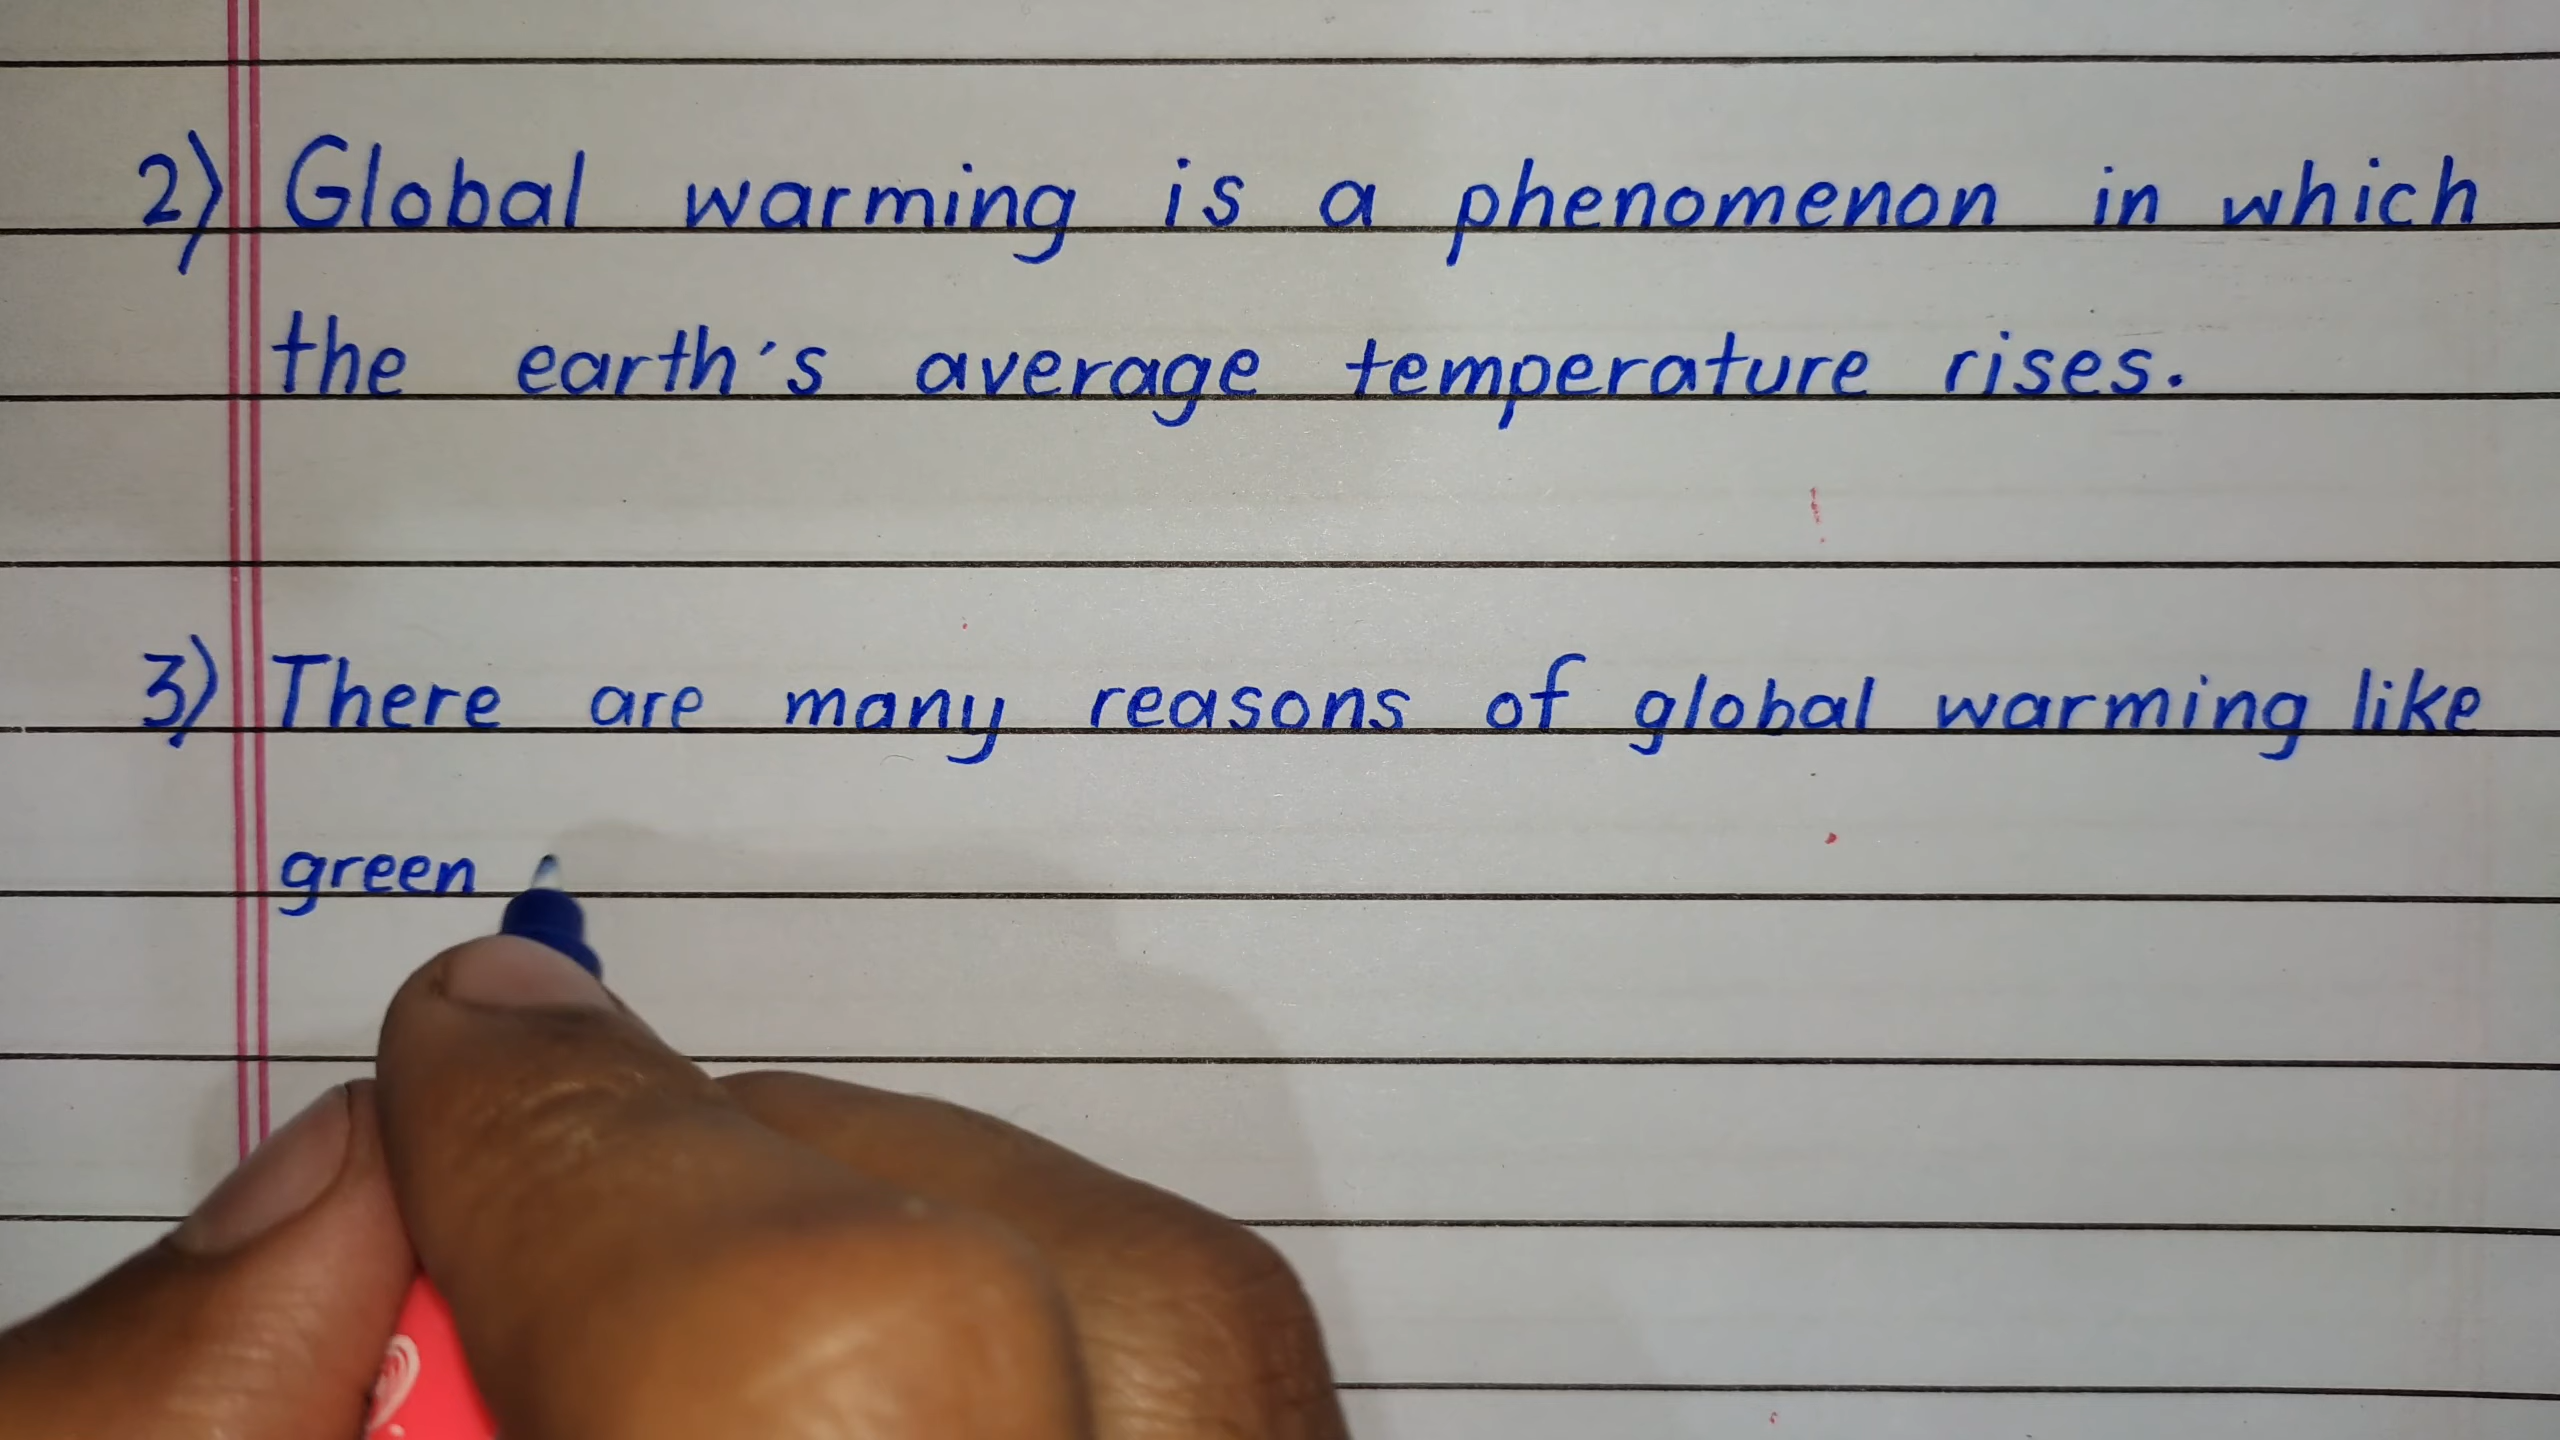 2) Global warming is a phenomenon in which
the earth's average temperature rises.
3) There are many reasons of global warming like
green